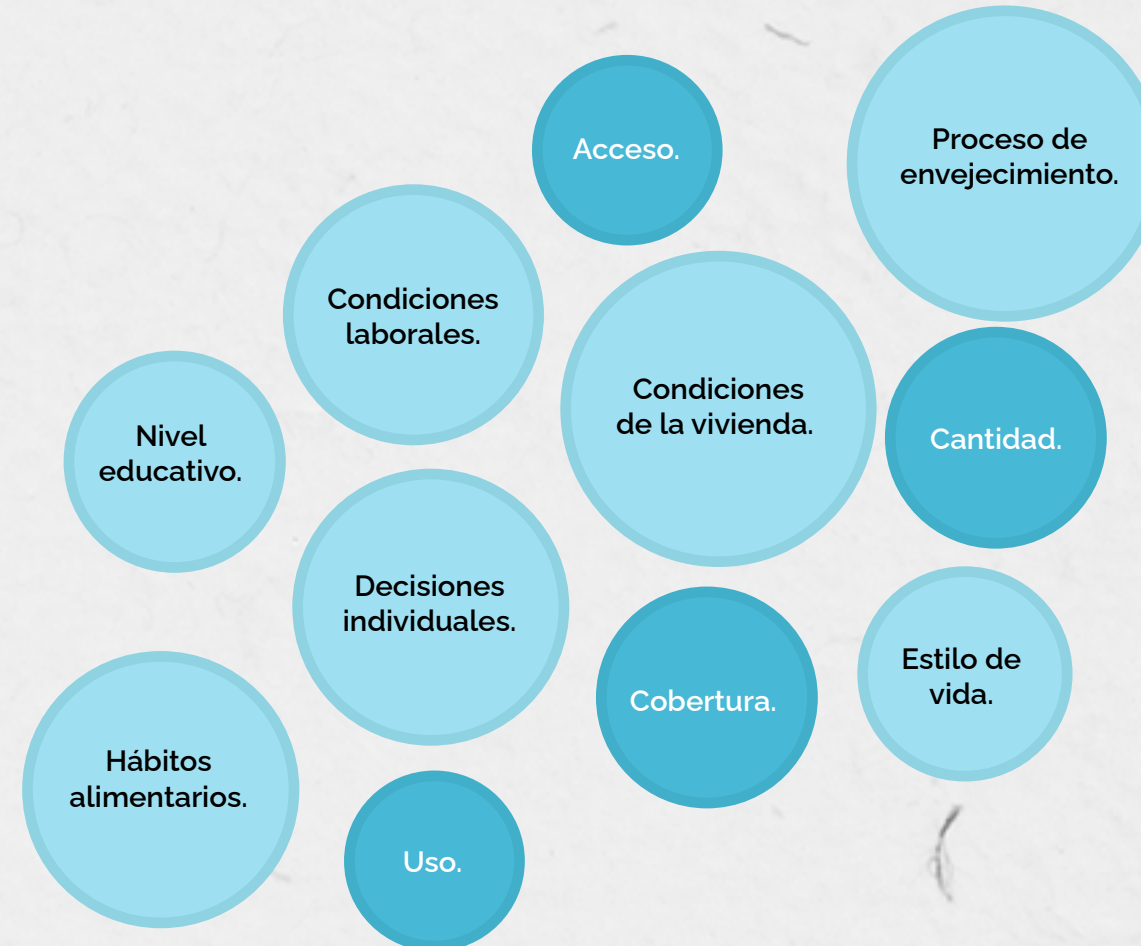 Acceso.
Proceso de
envejecimiento.
Condiciones
laborales.
Condiciones
de la vivienda.
Nivel
educativo.
Cantidad.
Decisiones
individuales.
Estilo de
vida.
Cobertura.
Hábitos
alimentarios.
Uso.